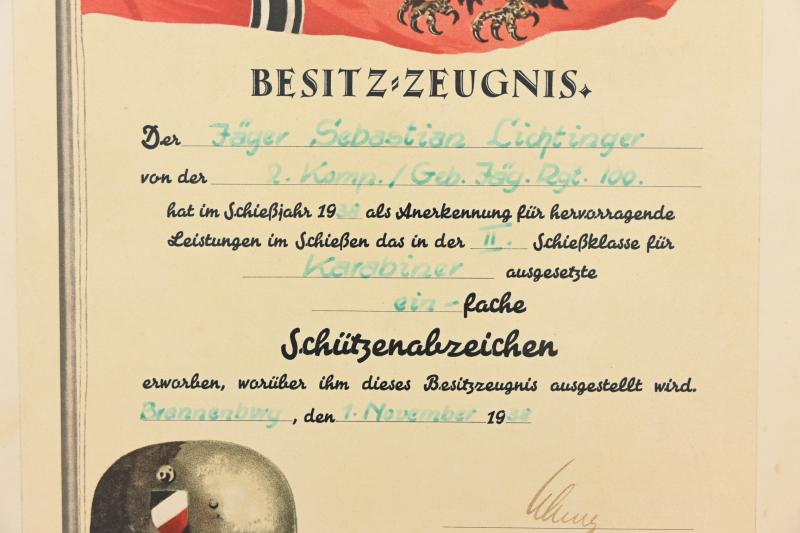 BESITZ-ZEUGNIS.
Der Jäger Sebastian Lichtinger
von der 2. Komp. / Geb. Jäg. Rgt. 100.
hat im Schießjahr 1938 als Anerkennung für hervorragende
Leistungen im Schießen das in der II. Schießklasse für
Karabiner ausgesetzte
ein-fache
Schützenabzeichen
erworben, worüber ihm dieses Besitzzeugnis ausgestellt wird.
Brannenburg, den 1. November 1938